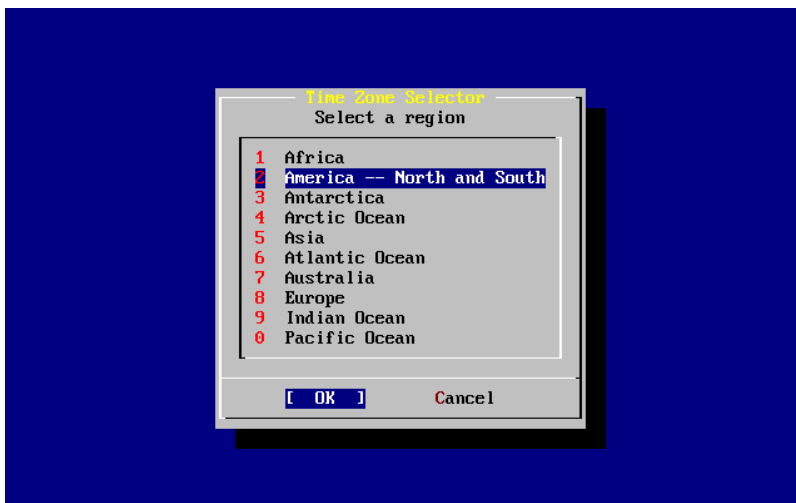 Time Zone Selector
Select a region
1 Africa
2 America -- North and South
3 Antarctica
4 Arctic Ocean
5 Asia
6 Atlantic Ocean
7 Australia
8 Europe
9 Indian Ocean
0 Pacific Ocean
[ OK ] Cancel